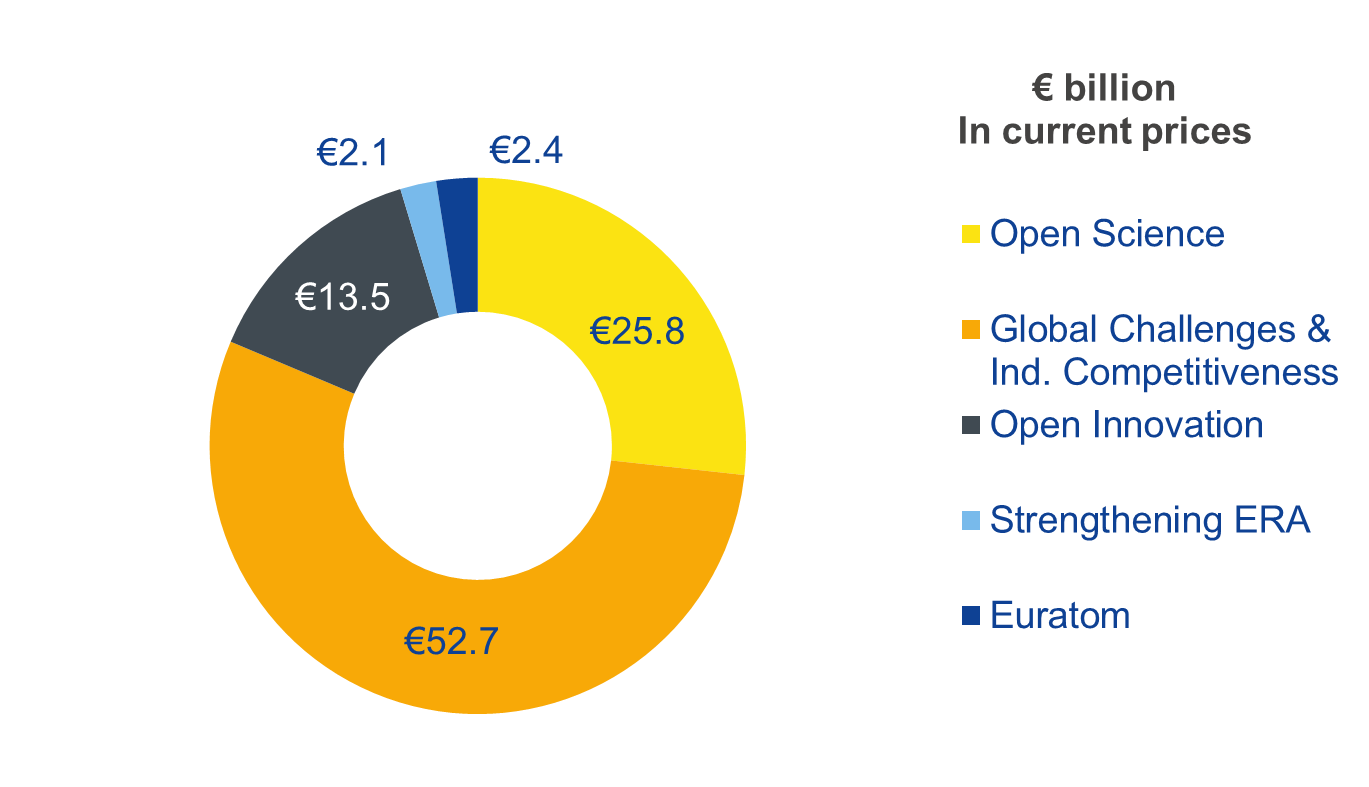 € billion
In current prices
€2.1
€2.4
€13.5
€25.8
€52.7
Open Science
Global Challenges &
Ind. Competitiveness
Open Innovation
Strengthening ERA
Euratom